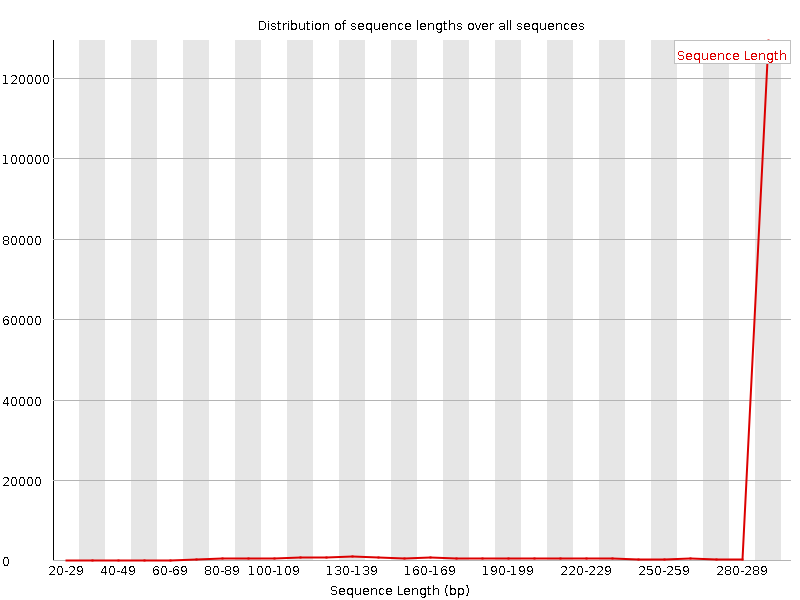 Distribution of sequence lengths over all sequences
Sequence Length
120000
100000
80000
60000
40000
20000
0
20-29 40-49 60-69 80-89 100-109 130-139 160-169 190-199 220-229 250-259 280-289
Sequence Length (bp)